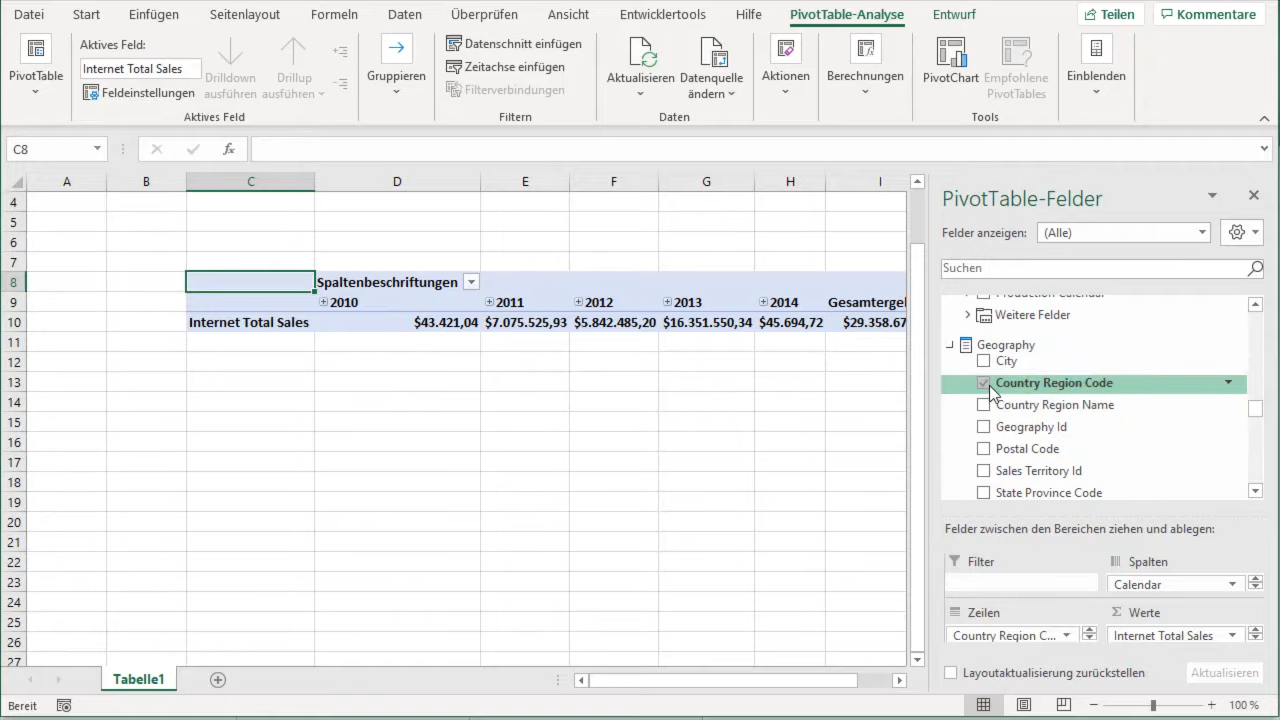 Datei Start Einfügen Seitenlayout Formeln Daten Überprüfen Ansicht Entwicklertools Hilfe PivotTable-Analyse Entwurf Teilen Kommentare
PivotTable
Aktives Feld:
Internet Total Sales
Feldeinstellungen
Drilldown
ausführen
Drillup
ausführen
Aktives Feld
Gruppieren
Datenschnitt einfügen
Zeitachse einfügen
Filterverbindungen
Filtern
Aktualisieren
Datenquelle
ändern
Daten
Aktionen
Berechnungen
PivotChart
Empfohlene
PivotTables
Tools
Einblenden
C8
fx
A B C D E F G H I
4
5
6
7
8 Spaltenbeschriftungen
9 2010 2011 2012 2013 2014 Gesamtergel
10 Internet Total Sales $43.421,04 $7.075.525,93 $5.842.485,20 $16.351.550,34 $45.694,72 $29.358.67
11
12
13
14
15
16
17
18
19
20
21
22
23
24
25
26
27
PivotTable-Felder
Felder anzeigen: (Alle)
Suchen
Production Calendar
Weitere Felder
Geography
City
Country Region Code
Country Region Name
Geography Id
Postal Code
Sales Territory Id
State Province Code
Felder zwischen den Bereichen ziehen und ablegen:
Filter
Spalten
Calendar
Zeilen
Country Region C...
Σ Werte
Internet Total Sales
Layoutaktualisierung zurückstellen
Aktualisieren
Tabelle1
Bereit
100 %